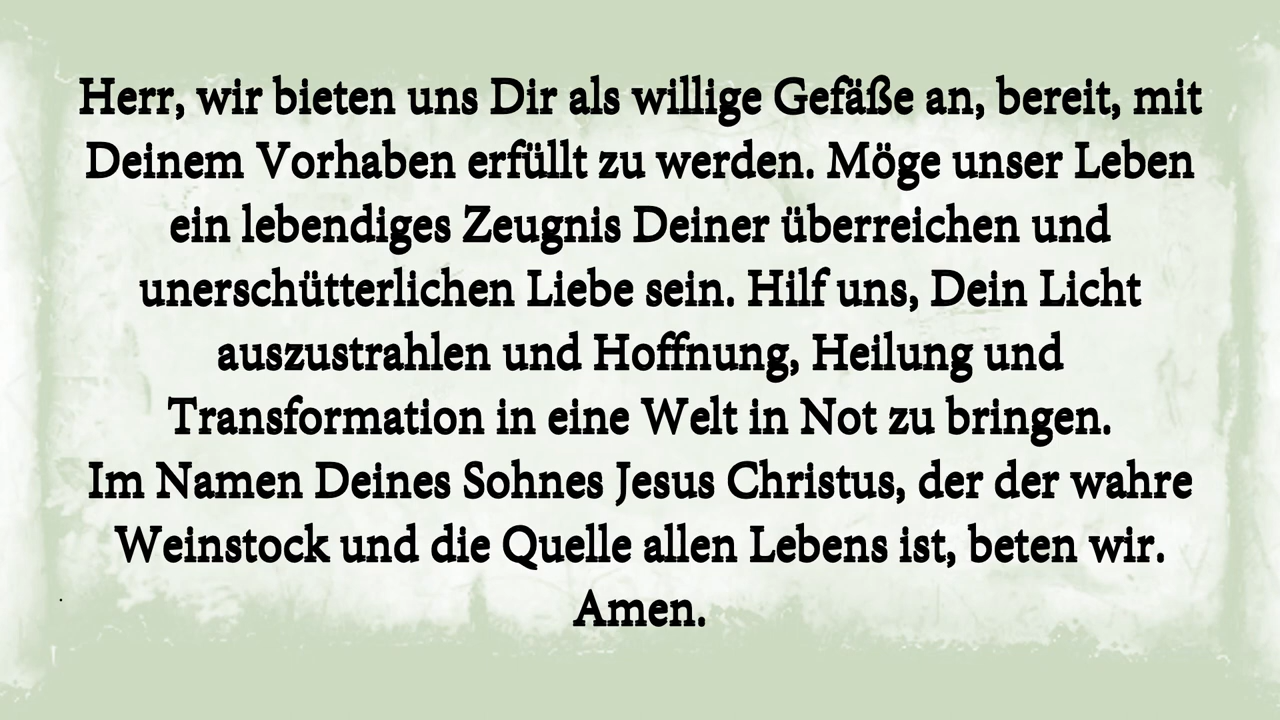 Herr, wir bieten uns Dir als willige Gefäße an, bereit, mit
Deinem Vorhaben erfüllt zu werden. Möge unser Leben
ein lebendiges Zeugnis Deiner überreichen und
unerschütterlichen Liebe sein. Hilf uns, Dein Licht
auszustrahlen und Hoffnung, Heilung und
Transformation in eine Welt in Not zu bringen.
Im Namen Deines Sohnes Jesus Christus, der der wahre
Weinstock und die Quelle allen Lebens ist, beten wir.
Amen.